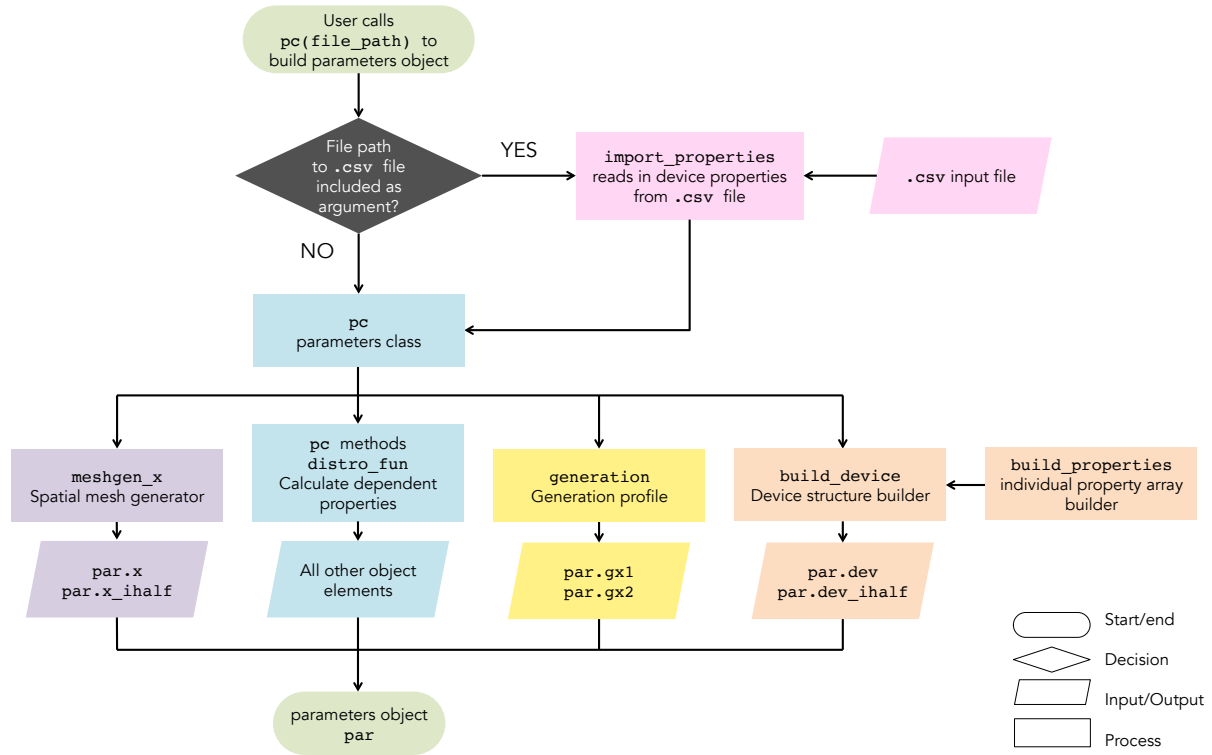 User calls
pc(file_path) to
build parameters object
File path
to .csv file
included as
argument?
YES
import_properties
reads in device properties
from .csv file
.csv input file
NO
pc
parameters class
meshgen_x
Spatial mesh generator
pc methods
distro_fun
Calculate dependent
properties
generation
Generation profile
build_device
Device structure builder
build_properties
individual property array
builder
par.x
par.x_ihalf
All other object
elements
par.gx1
par.gx2
par.dev
par.dev_ihalf
parameters object
par
Start/end
Decision
Input/Output
Process